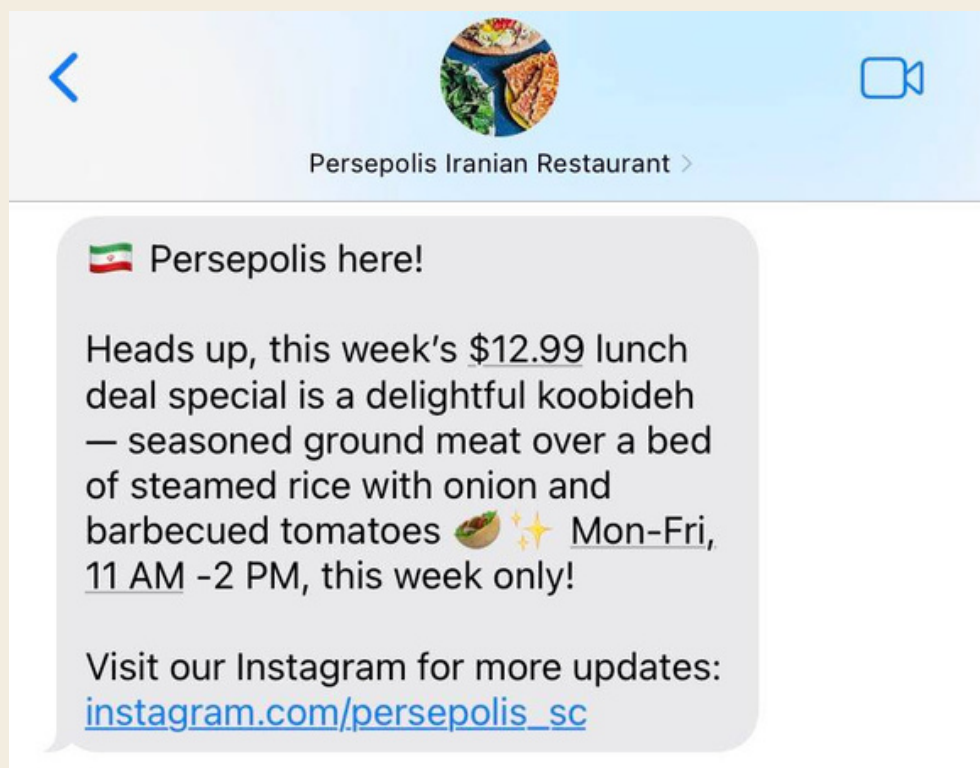 Persepolis Iranian Restaurant
🇮🇷 Persepolis here!
Heads up, this week’s $12.99 lunch
deal special is a delightful koobideh
— seasoned ground meat over a bed
of steamed rice with onion and
barbecued tomatoes 🥙✨ Mon-Fri,
11 AM -2 PM, this week only!
Visit our Instagram for more updates:
instagram.com/persepolis_sc